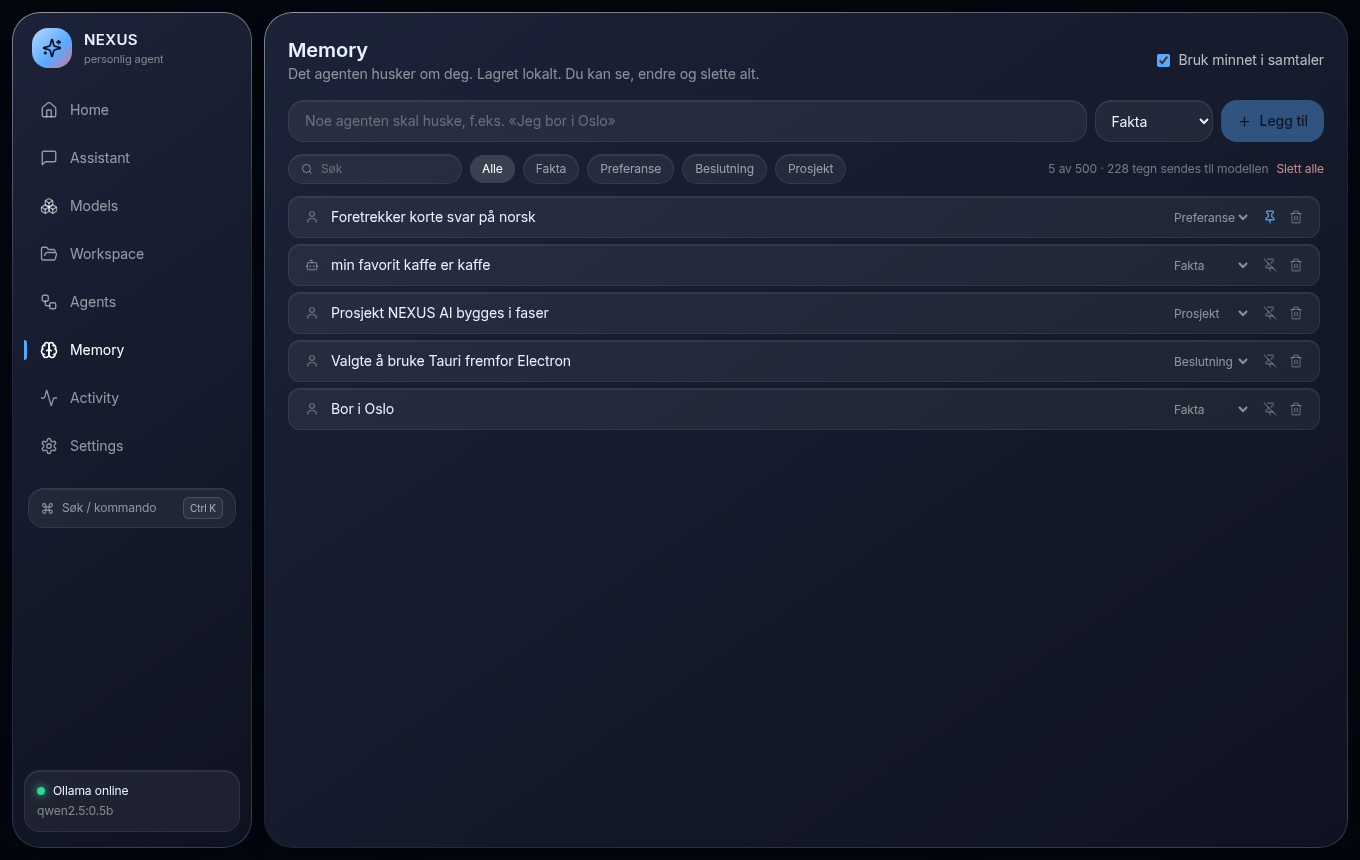 NEXUS
personlig agent
Home
Assistant
Models
Workspace
Agents
Memory
Activity
Settings
Søk / kommando Ctrl K
Ollama online
qwen2.5:0.5b
Memory
Det agenten husker om deg. Lagret lokalt. Du kan se, endre og slette alt.
Bruk minnet i samtaler
Noe agenten skal huske, f.eks. «Jeg bor i Oslo» Fakta Legg til
Søk Alle Fakta Preferanse Beslutning Prosjekt 5 av 500 · 228 tegn sendes til modellen Slett alle
Foretrekker korte svar på norsk Preferanse
min favorit kaffe er kaffe Fakta
Prosjekt NEXUS AI bygges i faser Prosjekt
Valgte å bruke Tauri fremfor Electron Beslutning
Bor i Oslo Fakta